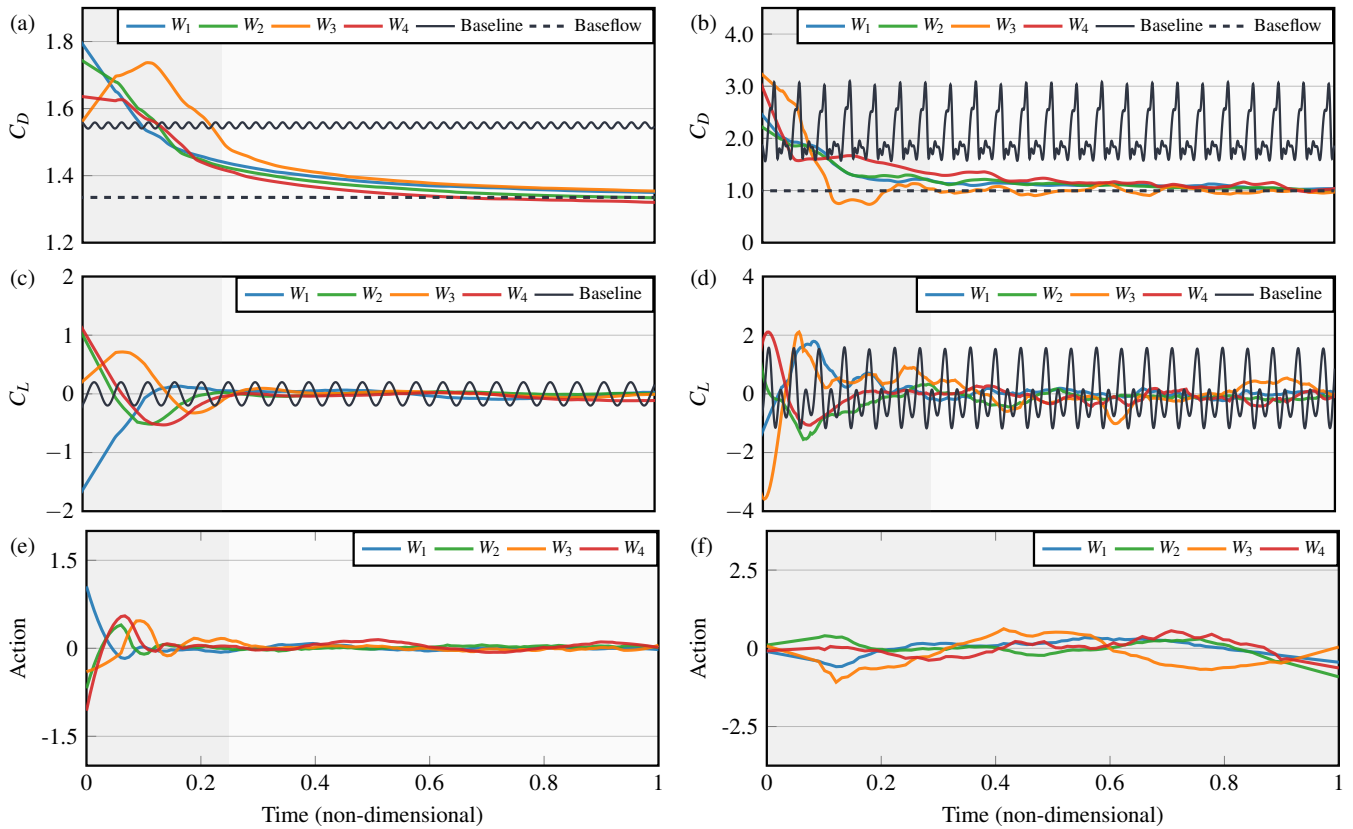 (a) W1 W2 W3 W4 Baseline Baseflow
1.8
1.6
1.4
1.2
CD
(b) W1 W2 W3 W4 Baseline Baseflow
4.0
3.0
2.0
1.0
0
CD
(c) W1 W2 W3 W4 Baseline
2
1
0
−1
−2
CL
(d) W1 W2 W3 W4 Baseline
4
2
0
−2
−4
CL
(e) W1 W2 W3 W4
1.5
0
-1.5
Action
0 0.2 0.4 0.6 0.8 1
Time (non-dimensional)
(f) W1 W2 W3 W4
2.5
0
-2.5
Action
0 0.2 0.4 0.6 0.8 1
Time (non-dimensional)